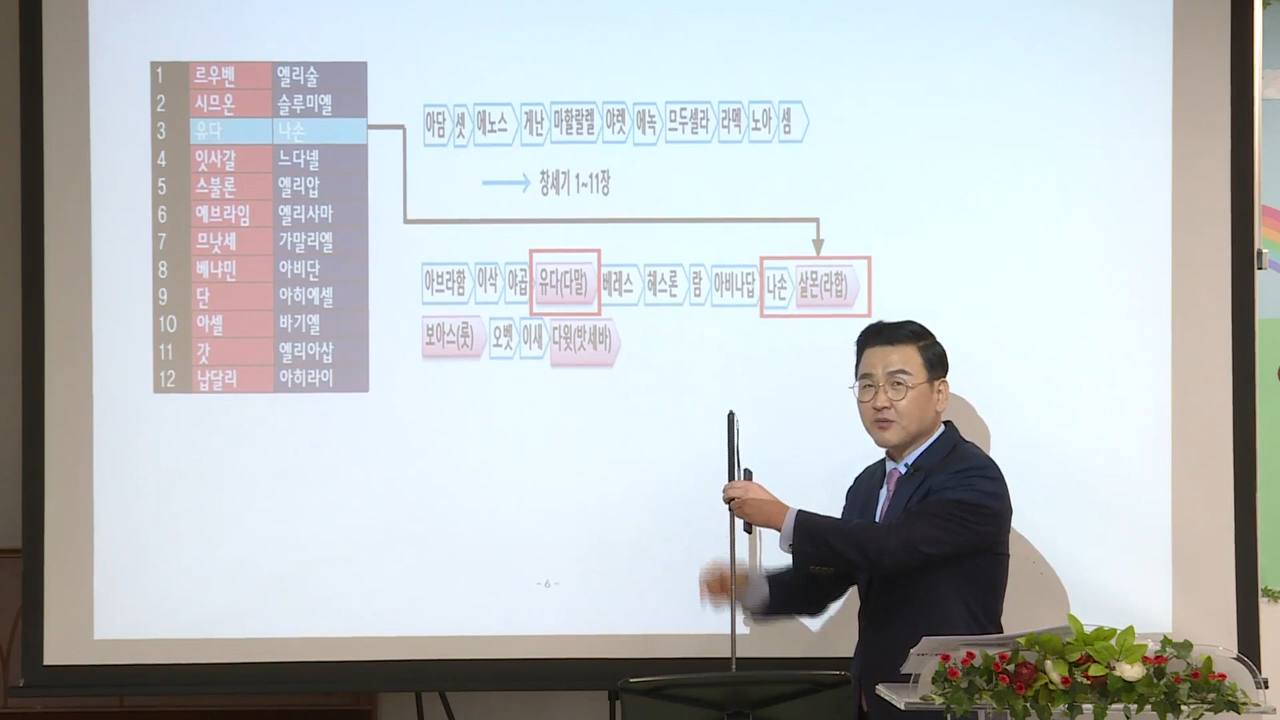 1 르우벤 엘리술
2 시므온 슬루미엘
3 유다 나손
4 잇사갈 느다넬
5 스불론 엘리압
6 에브라임 엘리사마
7 므낫세 가말리엘
8 베냐민 아비단
9 단 아히에셀
10 아셀 바기엘
11 갓 엘리아삽
12 납달리 아히라이
아담 셋 에노스 게난 마할랄렐 야렛 에녹 므두셀라 라멕 노아 셈
창세기 1~11장
아브라함 이삭 야곱 유다(다말) 베레스 헤스론 람 아비나답 나손 살몬(라합)
보아스(룻) 오벳 이새 다윗(밧세바)
- 6 -